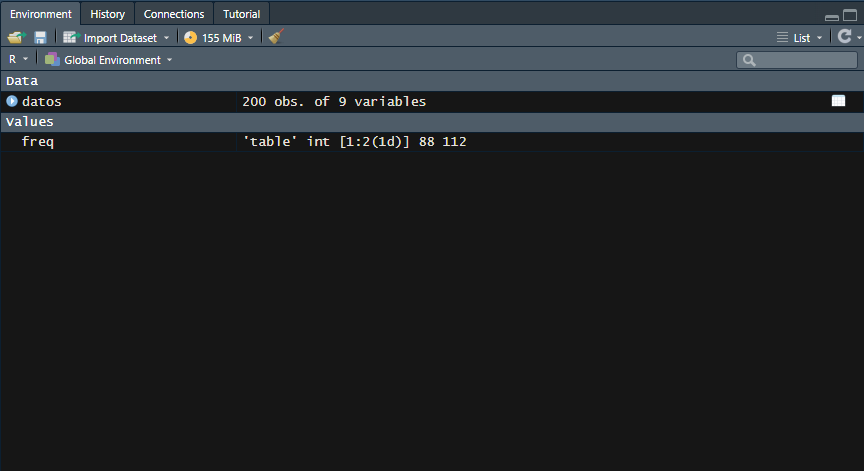 Environment History Connections Tutorial
Import Dataset 155 MiB List
R Global Environment
Data
datos 200 obs. of 9 variables
Values
freq 'table' int [1:2(1d)] 88 112